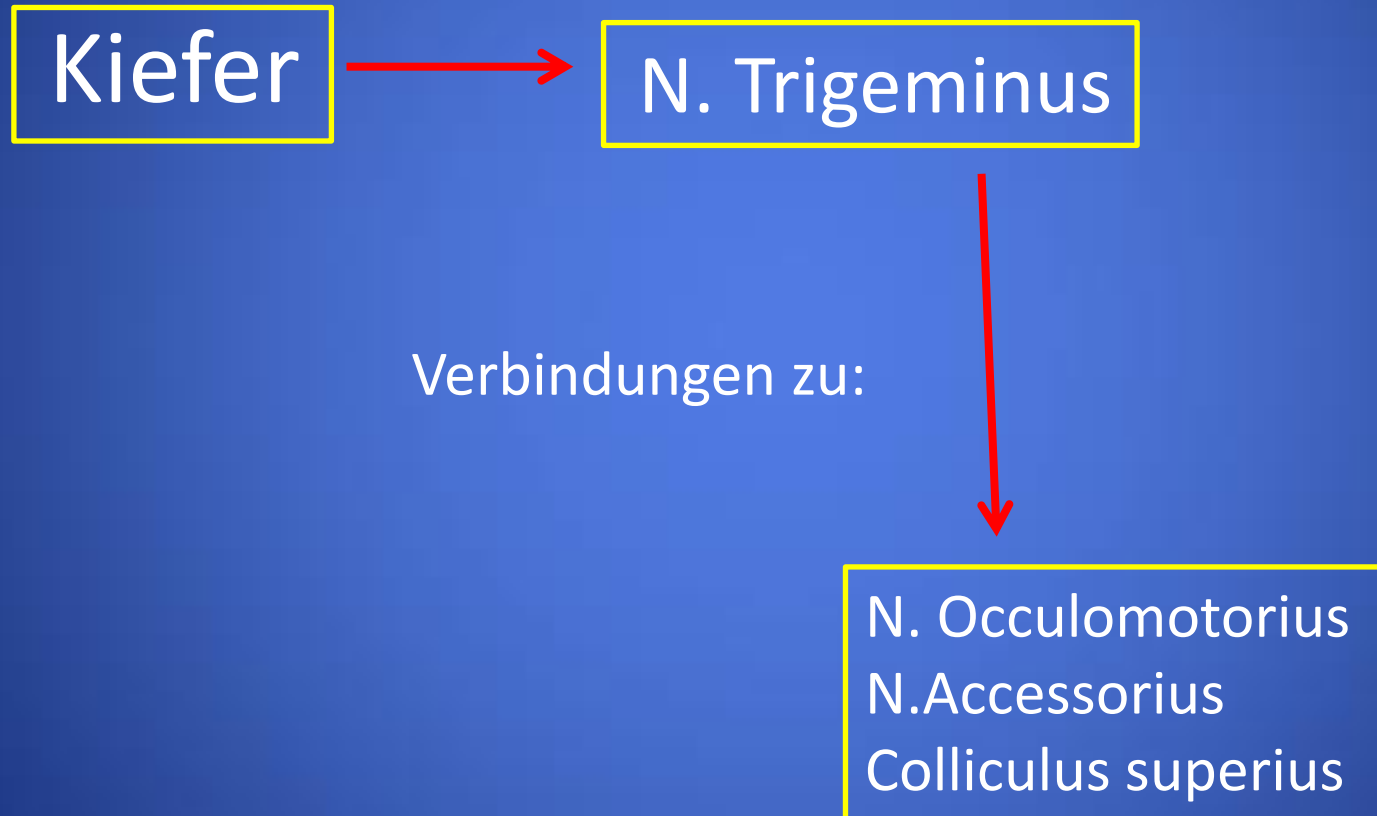 Kiefer
N. Trigeminus
Verbindungen zu:
N. Occulomotorius
N.Accessorius
Colliculus superius